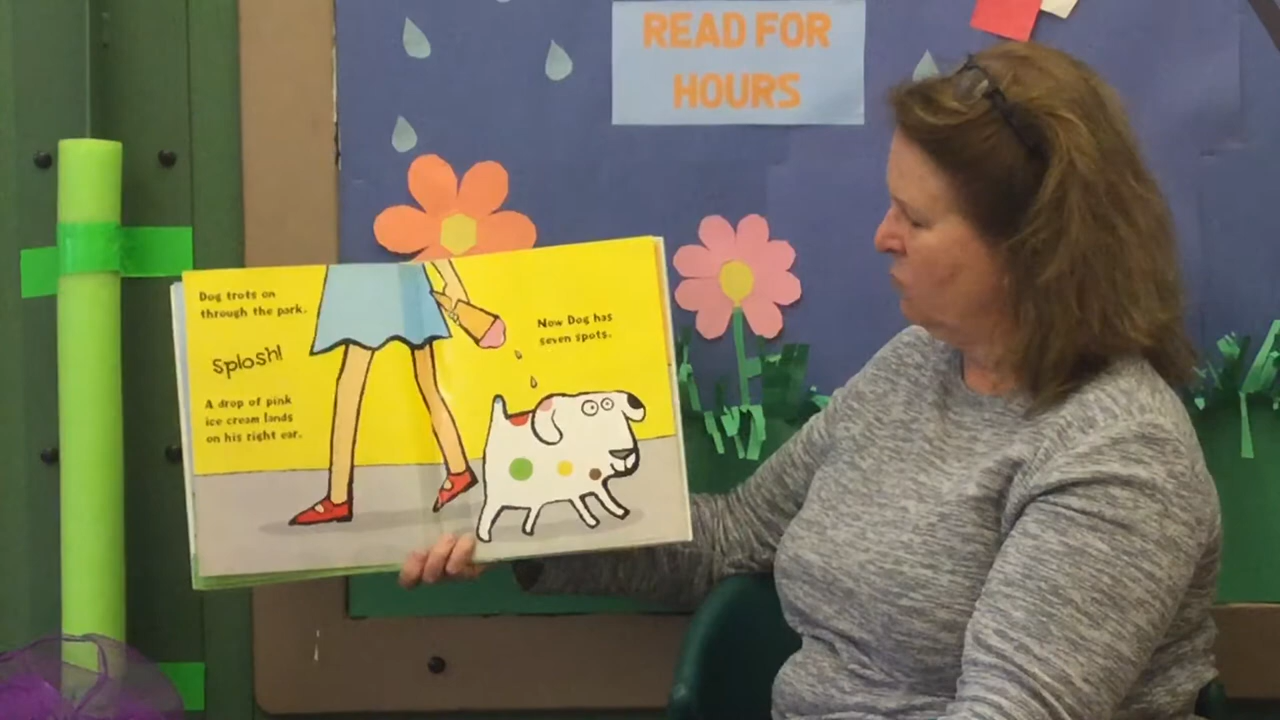 READ FOR
HOURS
Dog trots on
through the park.
Splosh!
A drop of pink
ice cream lands
on his right ear.
Now Dog has
seven spots.